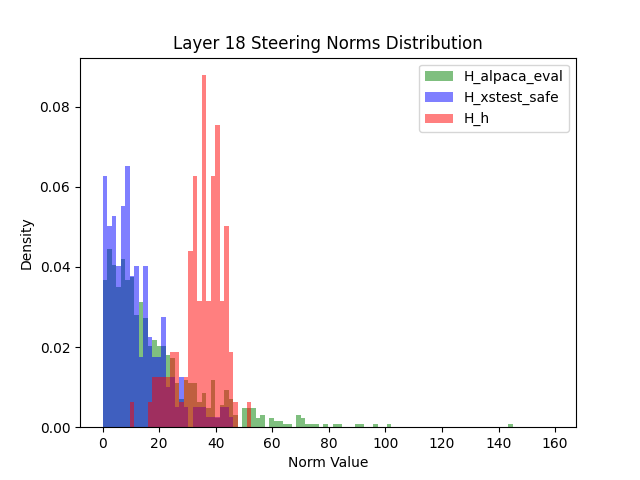 Layer 18 Steering Norms Distribution
H_alpaca_eval
H_xstest_safe
H_h
Density
0.08
0.06
0.04
0.02
0.00
0
20
40
60
80
100
120
140
160
Norm Value